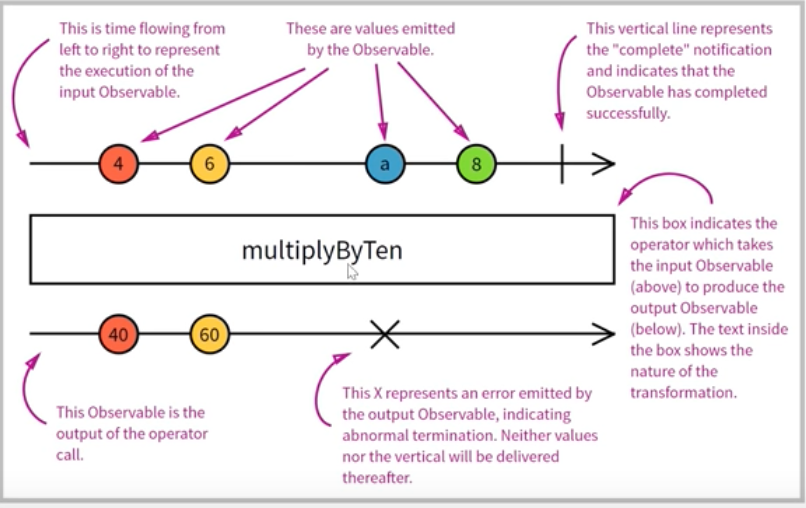 This is time flowing from
left to right to represent
the execution of the
input Observable.
These are values emitted
by the Observable.
This vertical line represents
the "complete" notification
and indicates that the
Observable has completed
successfully.
4
6
a
8
multiplyByTen
This box indicates the
operator which takes
the input Observable
(above) to produce the
output Observable
(below). The text inside
the box shows the
nature of the
transformation.
40
60
This Observable is the
output of the operator
call.
This X represents an error emitted by
the output Observable, indicating
abnormal termination. Neither values
nor the vertical will be delivered
thereafter.